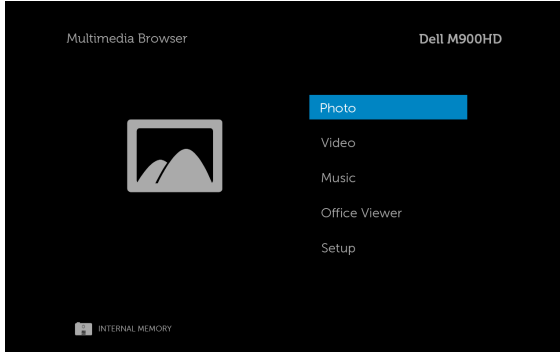 Multimedia Browser
Dell M900HD
Photo
Video
Music
Office Viewer
Setup
INTERNAL MEMORY